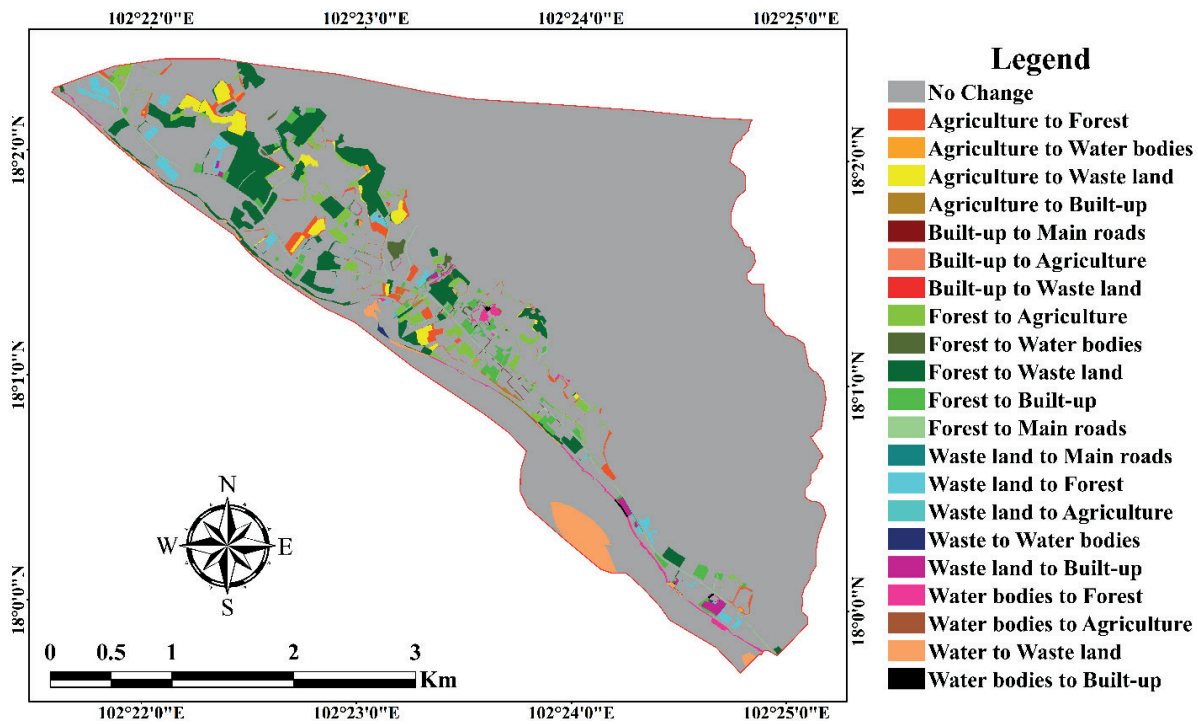 102°22'0"E 102°23'0"E 102°24'0"E 102°25'0"E
18°2'0"N
18°1'0"N
18°0'0"N
18°2'0"N
18°1'0"N
18°0'0"N
N
W E
S
0 0.5 1 2 3
Km
102°22'0"E 102°23'0"E 102°24'0"E 102°25'0"E
Legend
No Change
Agriculture to Forest
Agriculture to Water bodies
Agriculture to Waste land
Agriculture to Built-up
Built-up to Main roads
Built-up to Agriculture
Built-up to Waste land
Forest to Agriculture
Forest to Water bodies
Forest to Waste land
Forest to Built-up
Forest to Main roads
Waste land to Main roads
Waste land to Forest
Waste land to Agriculture
Waste to Water bodies
Waste land to Built-up
Water bodies to Forest
Water bodies to Agriculture
Water to Waste land
Water bodies to Built-up